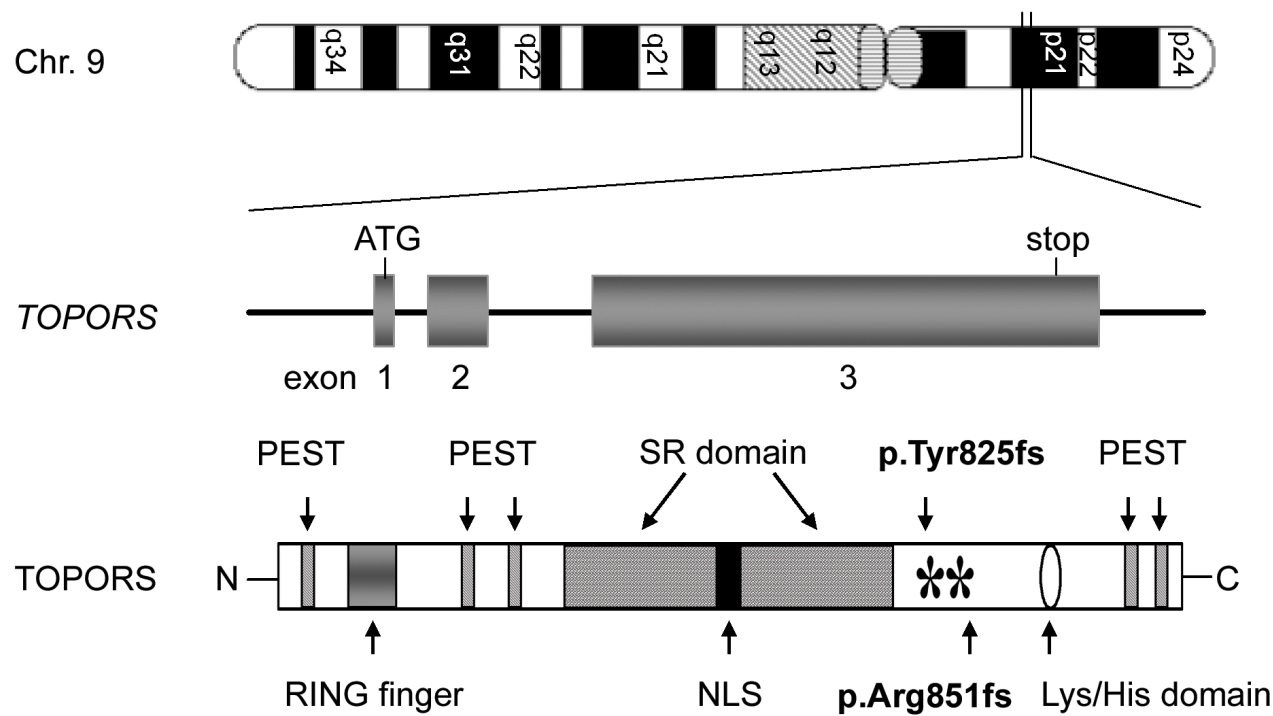 Chr. 9
q34 q31 q22 q21 q13 q12 p21 p22 p24
ATG stop
TOPORS
exon 1 2 3
PEST PEST SR domain p.Tyr825fs PEST
TOPORS N ** C
RING finger NLS p.Arg851fs Lys/His domain